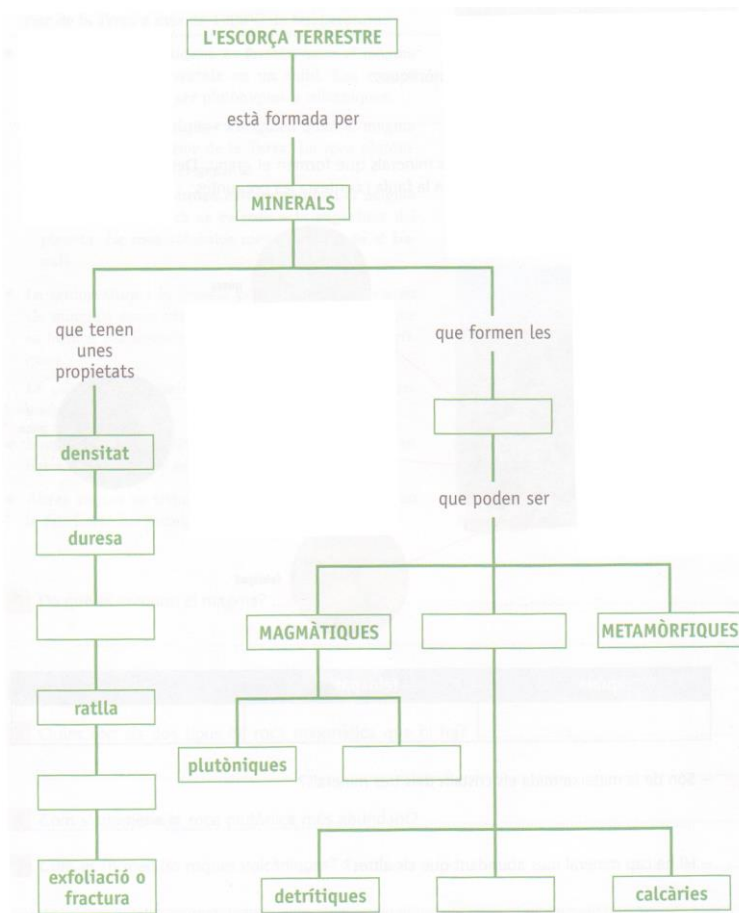 L'ESCORÇA TERRESTRE
està formada per
MINERALS
que tenen
unes
propietats
densitat
duresa
ratlla
exfoliació o
fractura
que formen les
que poden ser
MAGMÀTIQUES
METAMÒRFIQUES
plutòniques
detrítiques
calcàries